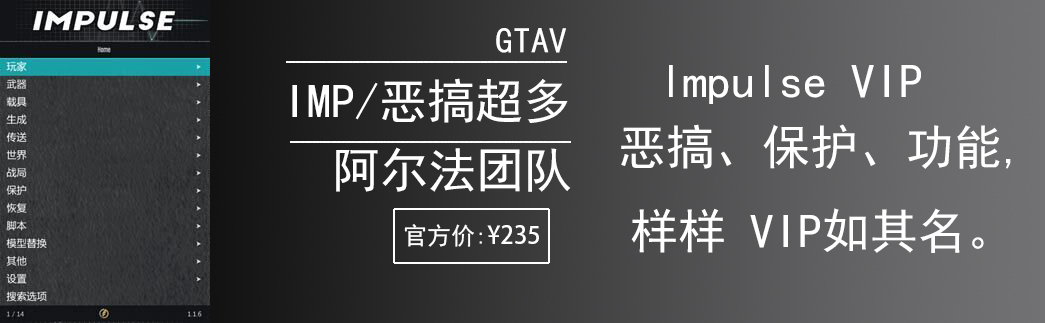 IMPULSE
Home
玩家
武器
载具
生成
传送
世界
战局
保护
恢复
脚本
模型替换
其他
设置
搜索选项
1 / 14
1.1.6
GTAV
IMP/恶搞超多
阿尔法团队
官方价:¥235
Impulse VIP
恶搞、保护、功能,
样样 VIP如其名。